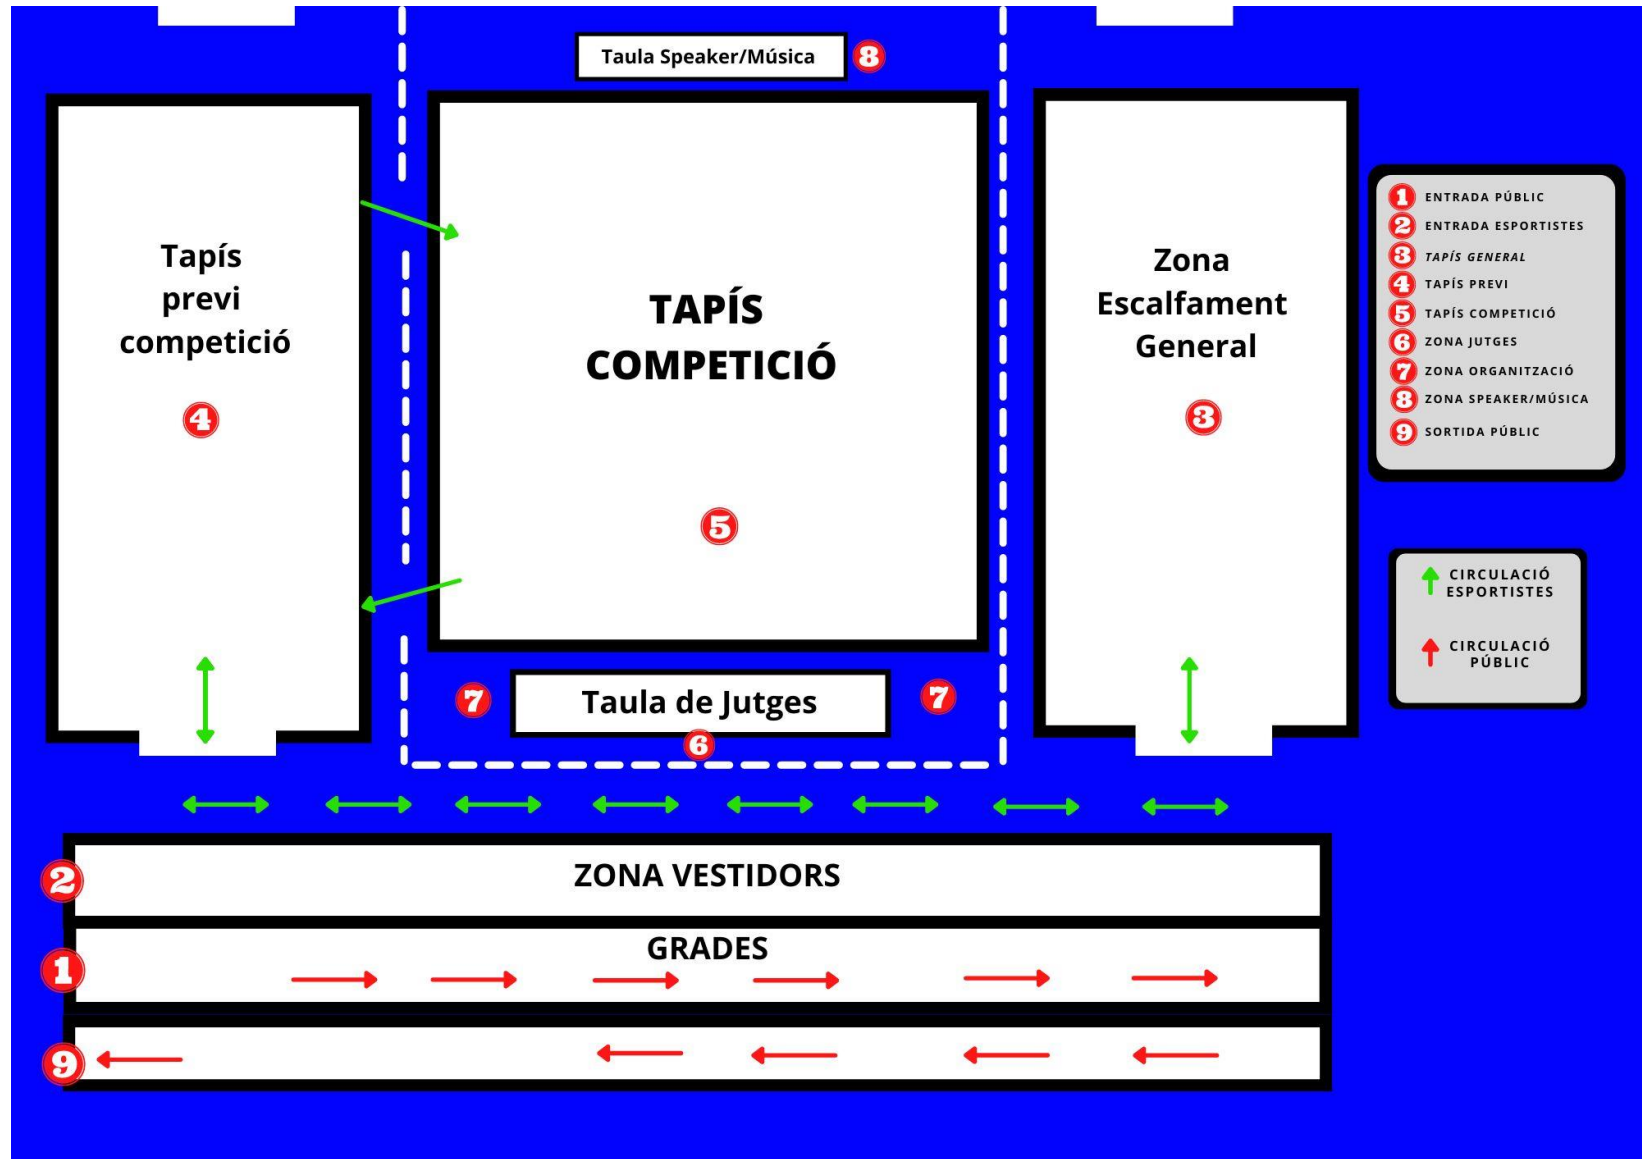 Taula Speaker/Música
8
Tapís
previ
competició
4
TAPÍS
COMPETICIÓ
5
Zona
Escalfament
General
3
1 ENTRADA PÚBLIC
2 ENTRADA ESPORTISTES
3 TAPÍS GENERAL
4 TAPÍS PREVI
5 TAPÍS COMPETICIÓ
6 ZONA JUTGES
7 ZONA ORGANITZACIÓ
8 ZONA SPEAKER/MÚSICA
9 SORTIDA PÚBLIC
CIRCULACIÓ
ESPORTISTES
CIRCULACIÓ
PÚBLIC
7
Taula de Jutges
7
6
2
ZONA VESTIDORS
1
GRADES
9